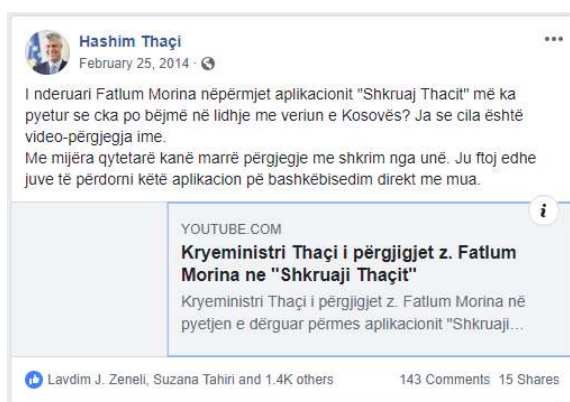 Hashim Thaçi
February 25, 2014 ·
I nderuari Fatlum Morina nëpërmjet aplikacionit "Shkruaj Thacit" më ka
pyetur se cka po bëjmë në lidhje me veriun e Kosovës? Ja se cila është
video-përgjegja ime.
Me mijëra qytetarë kanë marrë përgjegje me shkrim nga unë. Ju ftoj edhe
juve të përdorni këtë aplikacion pë bashkëbisedim direkt me mua.
i
YOUTUBE.COM
Kryeministri Thaçi i përgjigjet z. Fatlum
Morina ne "Shkruaji Thaçit"
Kryeministri Thaçi i përgjigjet z. Fatlum Morina në
pyetjen e dërguar përmes aplikacionit "Shkruaji...
Lavdim J. Zeneli, Suzana Tahiri and 1.4K others 143 Comments 15 Shares